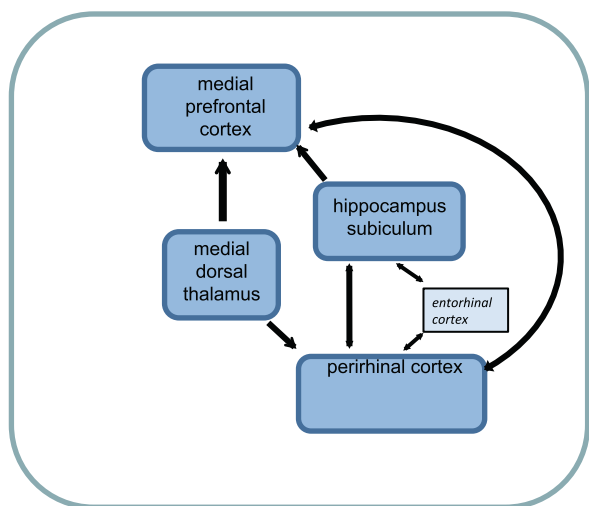 medial
prefrontal
cortex
hippocampus
subiculum
medial
dorsal
thalamus
entorhinal
cortex
perirhinal cortex